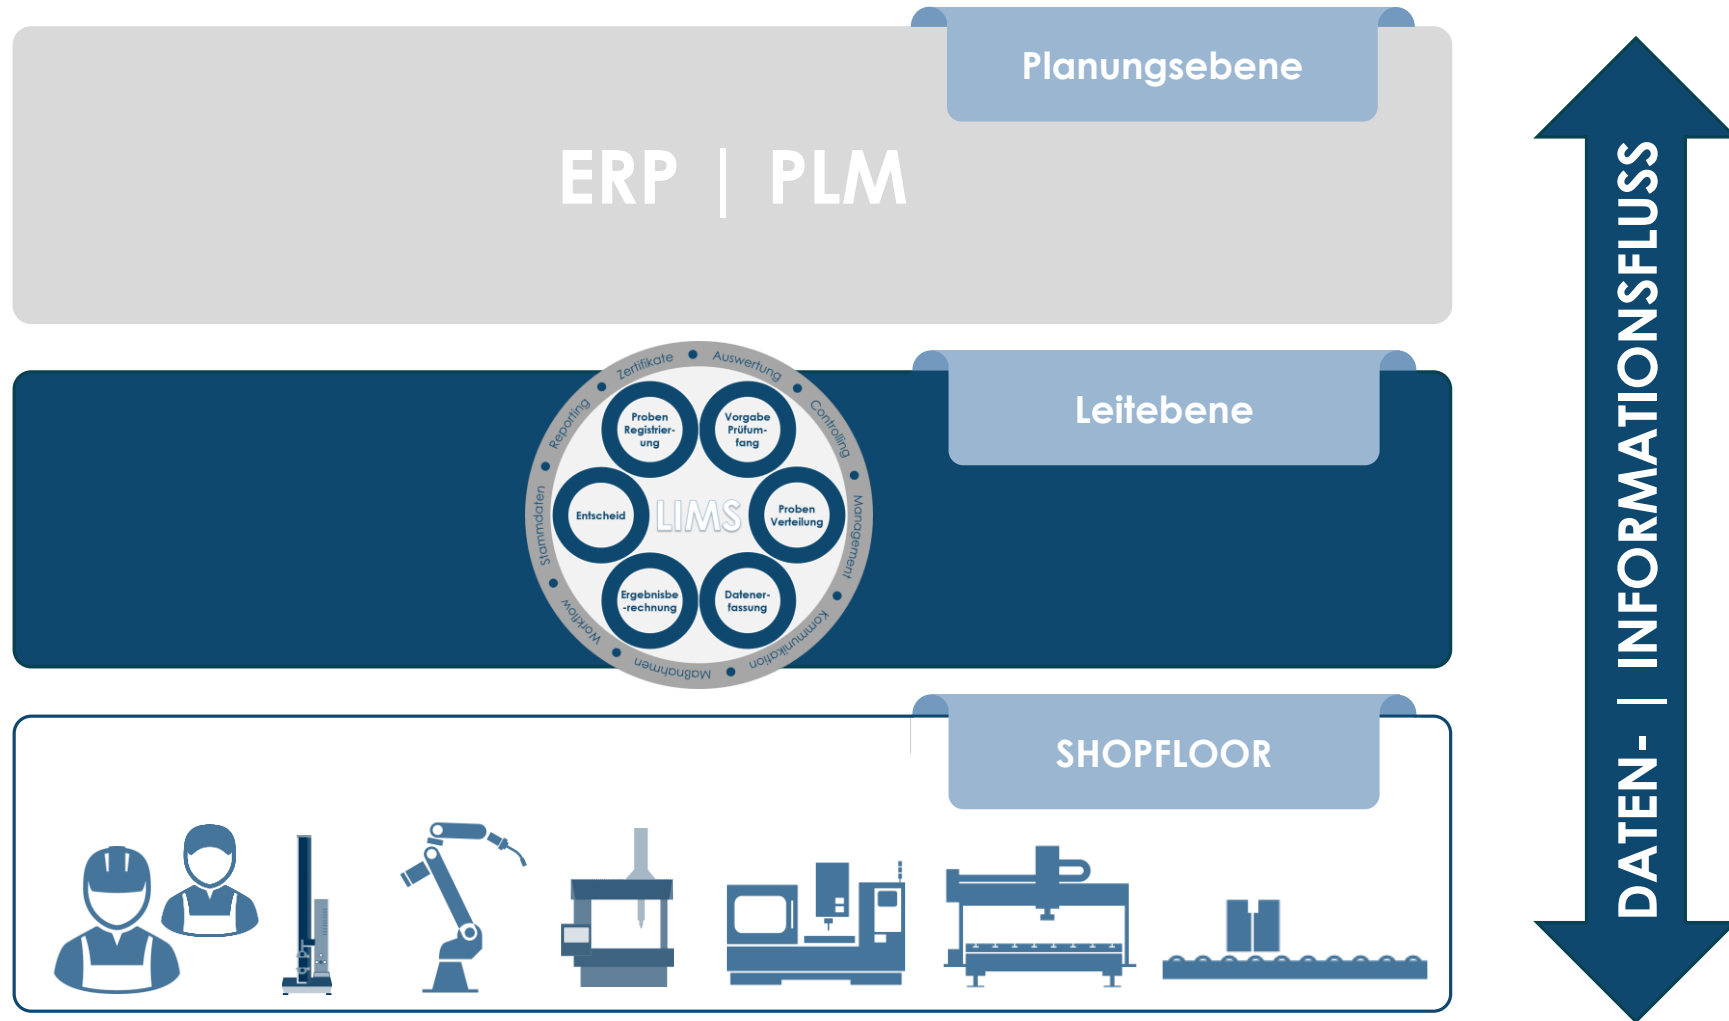 Planungsebene
ERP | PLM
Leitebene
Zertifikate
Auswertung
Controlling
Management
Kommunikation
Maßnahmen
Workflow
Stammdaten
Reporting
Proben
Registrier-
ung
Vorgabe
Prüfum-
fang
Entscheid
LIMS
Proben
Verteilung
Ergebnisbe
-rechnung
Datener-
fassung
SHOPFLOOR
DATEN- | INFORMATIONSFLUSS